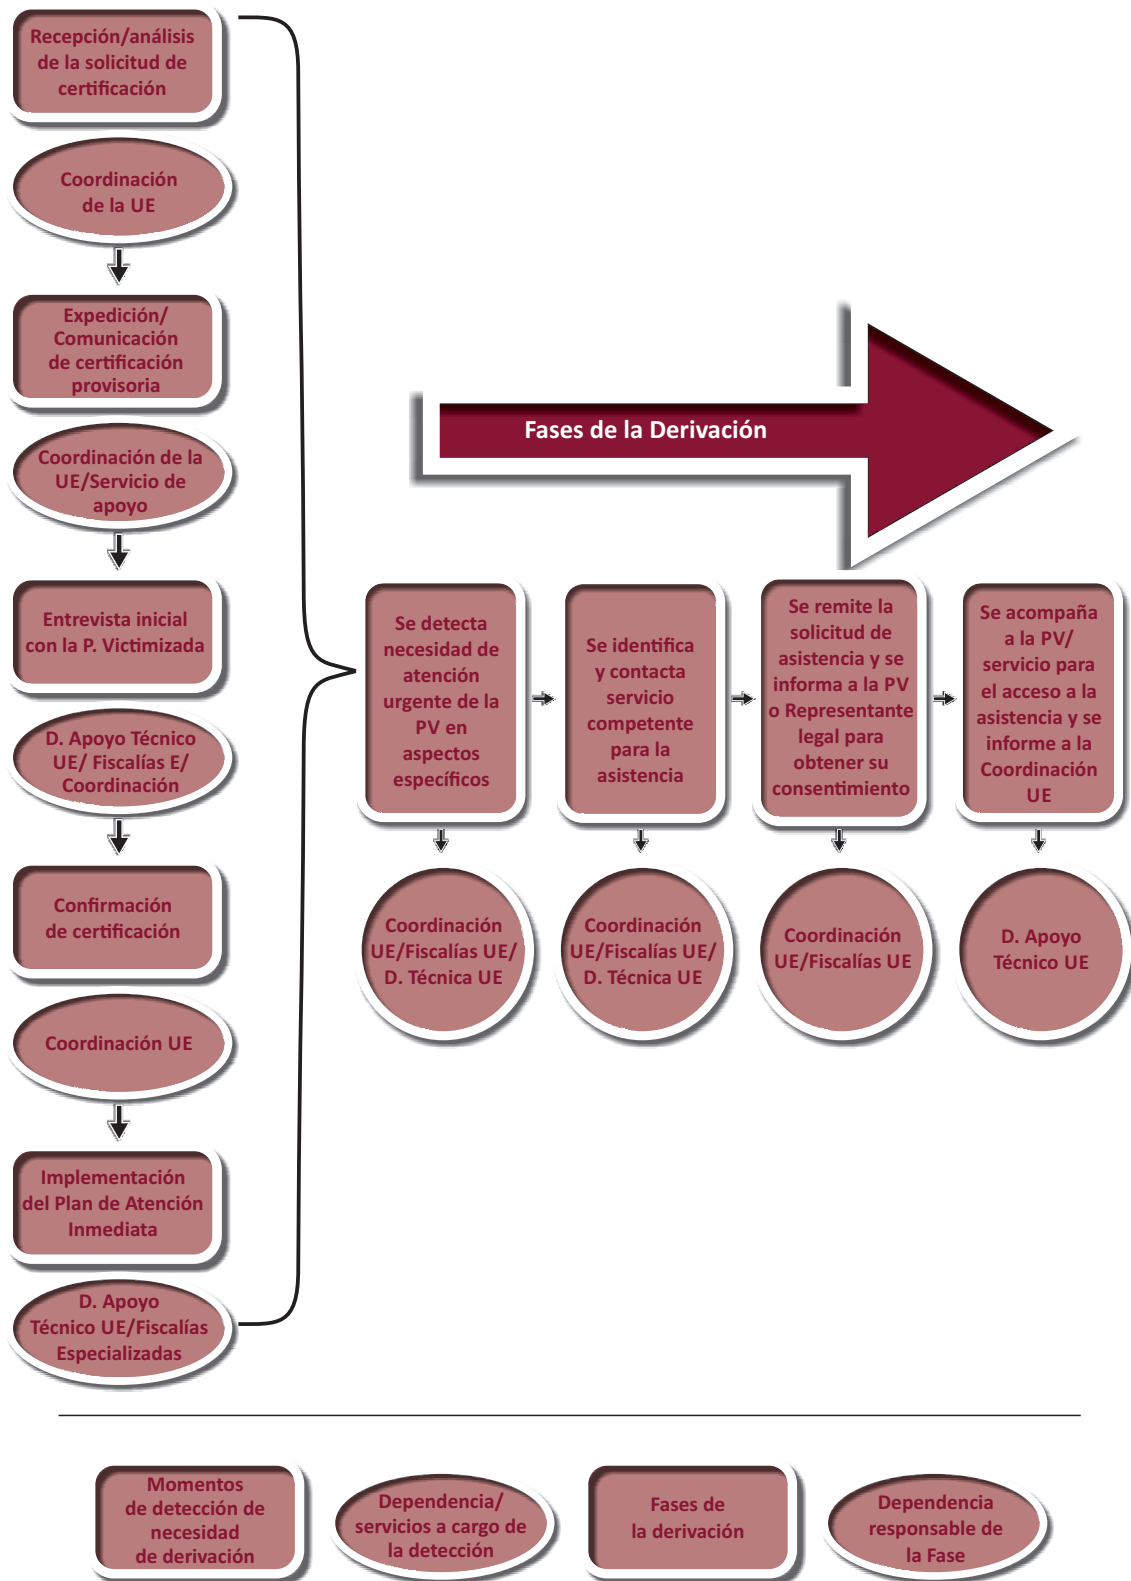 Recepción/análisis
de la solicitud de
certificación
Coordinación
de la UE
Expedición/
Comunicación
de certificación
provisoria
Coordinación de la
UE/Servicio de
apoyo
Entrevista inicial
con la P. Victimizada
D. Apoyo Técnico
UE/ Fiscalías E/
Coordinación
Confirmación
de certificación
Coordinación UE
Implementación
del Plan de Atención
Inmediata
D. Apoyo
Técnico UE/Fiscalías
Especializadas
Fases de la Derivación
Se detecta
necesidad de
atención
urgente de la
PV en
aspectos
específicos
Se identifica
y contacta
servicio
competente
para la
asistencia
Se remite la
solicitud de
asistencia y se
informa a la PV
o Representante
legal para
obtener su
consentimiento
Se acompaña
a la PV/
servicio para
el acceso a la
asistencia y se
informe a la
Coordinación
UE
Coordinación
UE/Fiscalías UE/
D. Técnica UE
Coordinación
UE/Fiscalías UE/
D. Técnica UE
Coordinación
UE/Fiscalías UE
D. Apoyo
Técnico UE
Momentos
de detección de
necesidad
de derivación
Dependencia/
servicios a cargo de
la detección
Fases de
la derivación
Dependencia
responsable de
la Fase